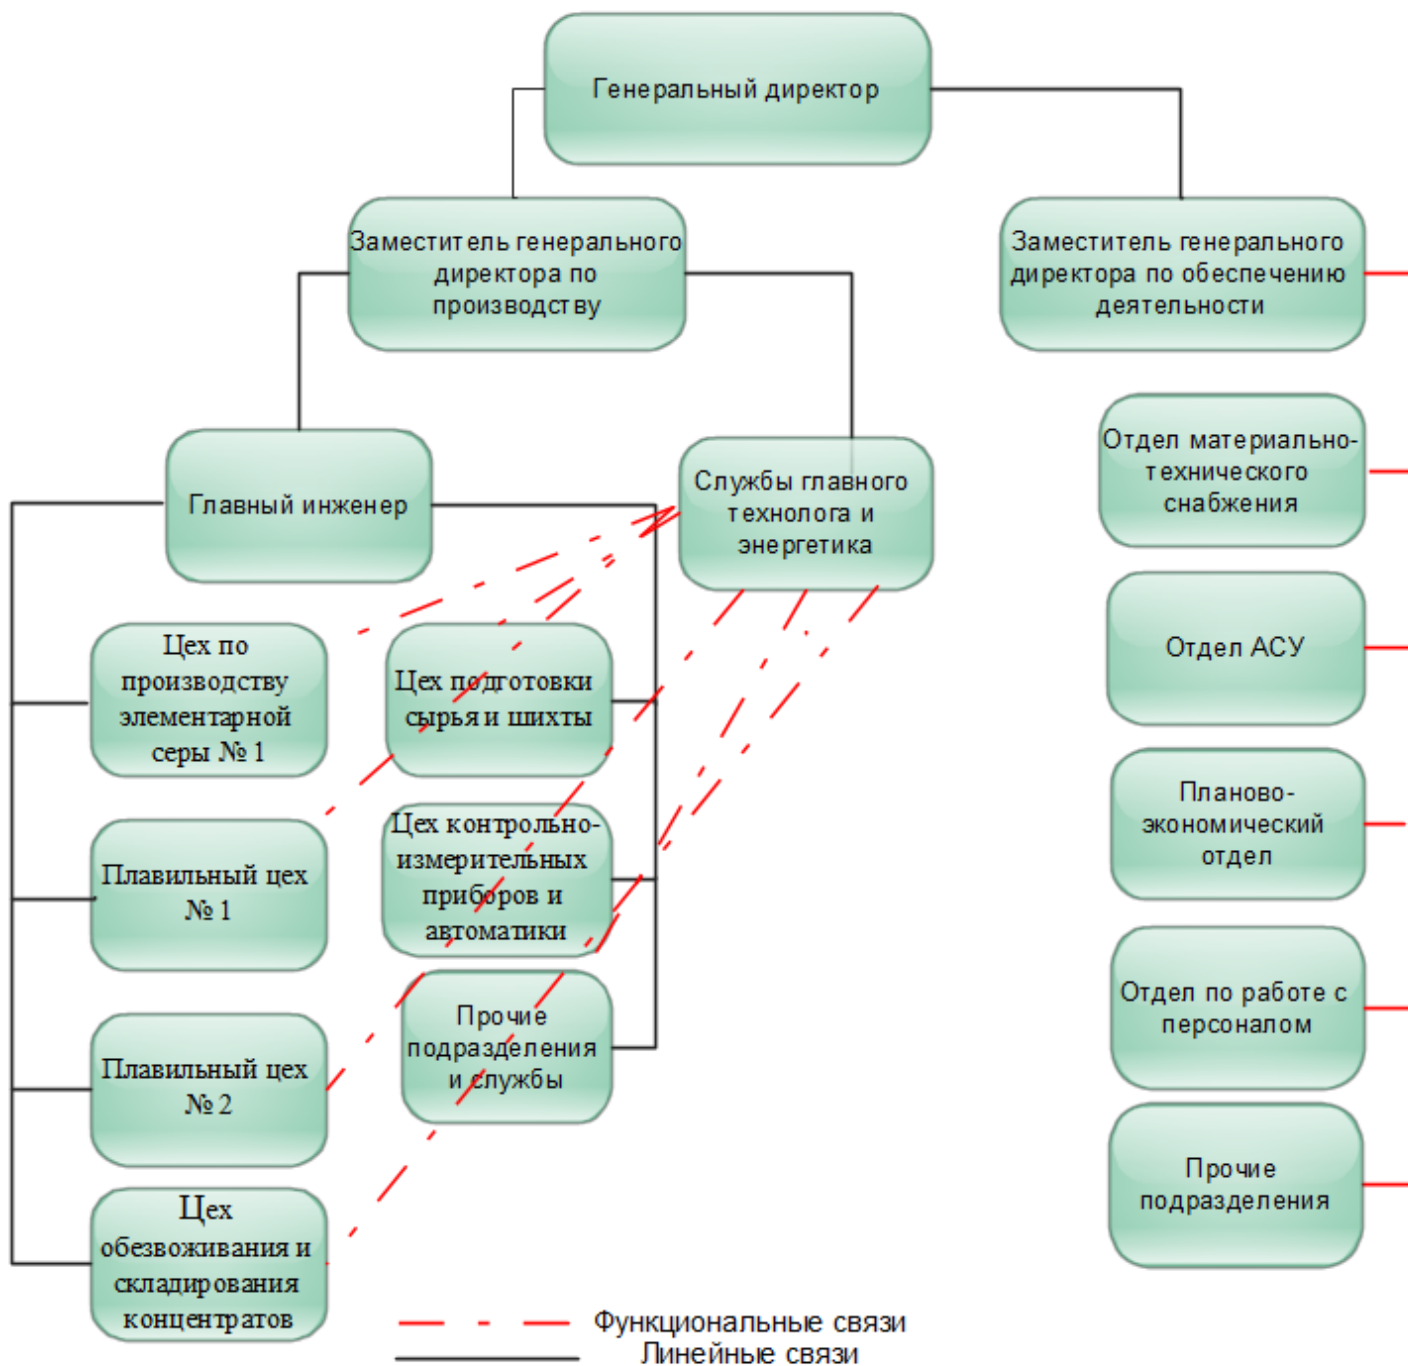 Генеральный директор
Заместитель генерального
директора по
производству
Заместитель генерального
директора по обеспечению
деятельности
Главный инженер
Службы главного
технолога и
энергетика
Отдел материально-
технического
снабжения
Цех по
производству
элементарной
серы № 1
Цех подготовки
сырья и шихты
Отдел АСУ
Плавильный цех
№ 1
Цех контрольно-
измерительных
приборов и
автоматики
Планово-
экономический
отдел
Плавильный цех
№ 2
Прочие
подразделения
и службы
Отдел по работе с
персоналом
Цех
обезвоживания и
складирования
концентратов
Прочие
подразделения
Функциональные связи
Линейные связи